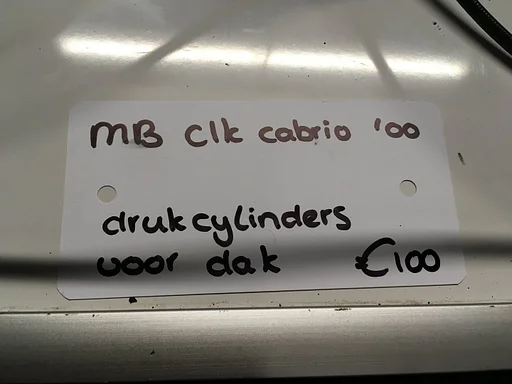 MB Clk cabrio '00
drukcylinders
voor dak €100